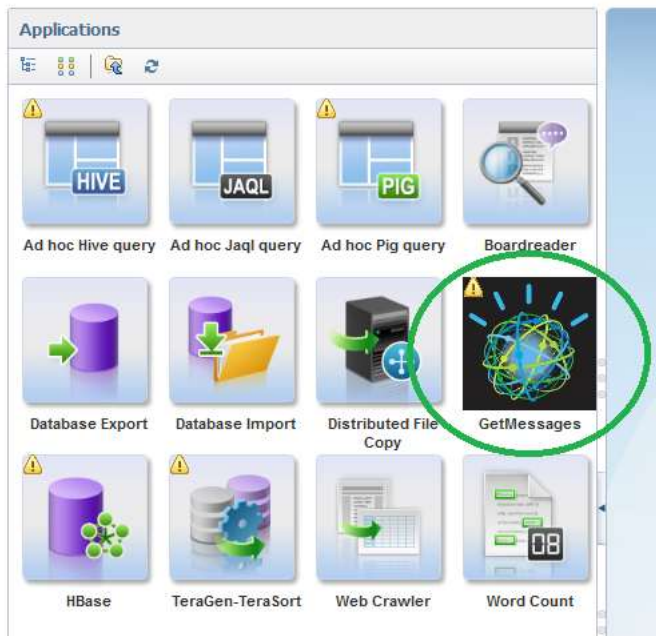 Applications
HIVE
JAQL
PIG
Ad hoc Hive query
Ad hoc Jaql query
Ad hoc Pig query
Boardreader
Database Export
Database Import
Distributed File
Copy
GetMessages
08
HBase
TeraGen-TeraSort
Web Crawler
Word Count